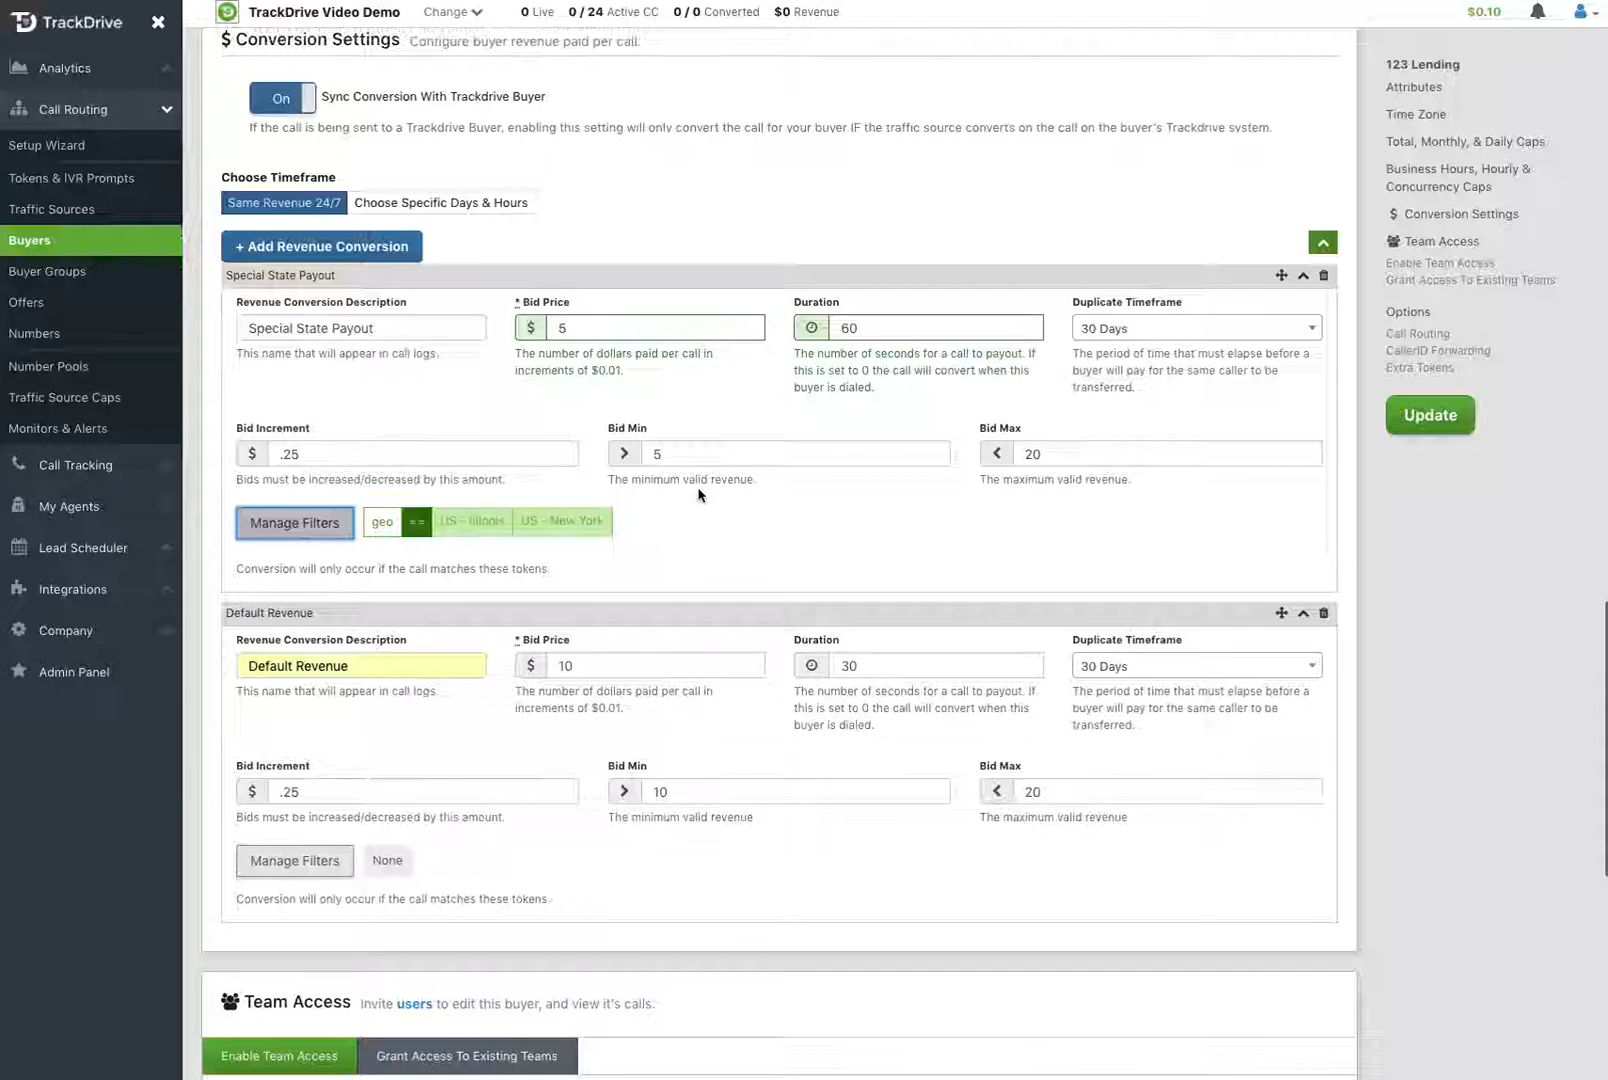 TrackDrive
TrackDrive Video Demo Change 0 Live 0 / 24 Active CC 0 / 0 Converted $0 Revenue $0.10
Analytics
Call Routing
Setup Wizard
Tokens & IVR Prompts
Traffic Sources
Buyers
Buyer Groups
Offers
Numbers
Number Pools
Traffic Source Caps
Monitors & Alerts
Call Tracking
My Agents
Lead Scheduler
Integrations
Company
Admin Panel
$ Conversion Settings Configure buyer revenue paid per call.
On Sync Conversion With Trackdrive Buyer
If the call is being sent to a Trackdrive Buyer, enabling this setting will only convert the call for your buyer IF the traffic source converts on the call on the buyer's Trackdrive system.
Choose Timeframe
Same Revenue 24/7 Choose Specific Days & Hours
+ Add Revenue Conversion
Special State Payout
Revenue Conversion Description * Bid Price Duration Duplicate Timeframe
Special State Payout $ 5 60 30 Days
This name that will appear in call logs.
The number of dollars paid per call in
increments of $0.01.
The number of seconds for a call to payout. If
this is set to 0 the call will convert when this
buyer is dialed.
The period of time that must elapse before a
buyer will pay for the same caller to be
transferred.
Bid Increment Bid Min Bid Max
$ .25 5 20
Bids must be increased/decreased by this amount. The minimum valid revenue. The maximum valid revenue.
Manage Filters geo == US - Illinois US - New York
Conversion will only occur if the call matches these tokens
Default Revenue
Revenue Conversion Description * Bid Price Duration Duplicate Timeframe
Default Revenue $ 10 30 30 Days
This name that will appear in call logs.
The number of dollars paid per call in
increments of $0.01.
The number of seconds for a call to payout. If
this is set to 0 the call will convert when this
buyer is dialed.
The period of time that must elapse before a
buyer will pay for the same caller to be
transferred.
Bid Increment Bid Min Bid Max
$ .25 10 20
Bids must be increased/decreased by this amount. The minimum valid revenue The maximum valid revenue
Manage Filters None
Conversion will only occur if the call matches these tokens
Team Access Invite users to edit this buyer, and view it's calls.
Enable Team Access Grant Access To Existing Teams
123 Lending
Attributes
Time Zone
Total, Monthly, & Daily Caps
Business Hours, Hourly &
Concurrency Caps
$ Conversion Settings
Team Access
Enable Team Access
Grant Access To Existing Teams
Options
Call Routing
CallerID Forwarding
Extra Tokens
Update